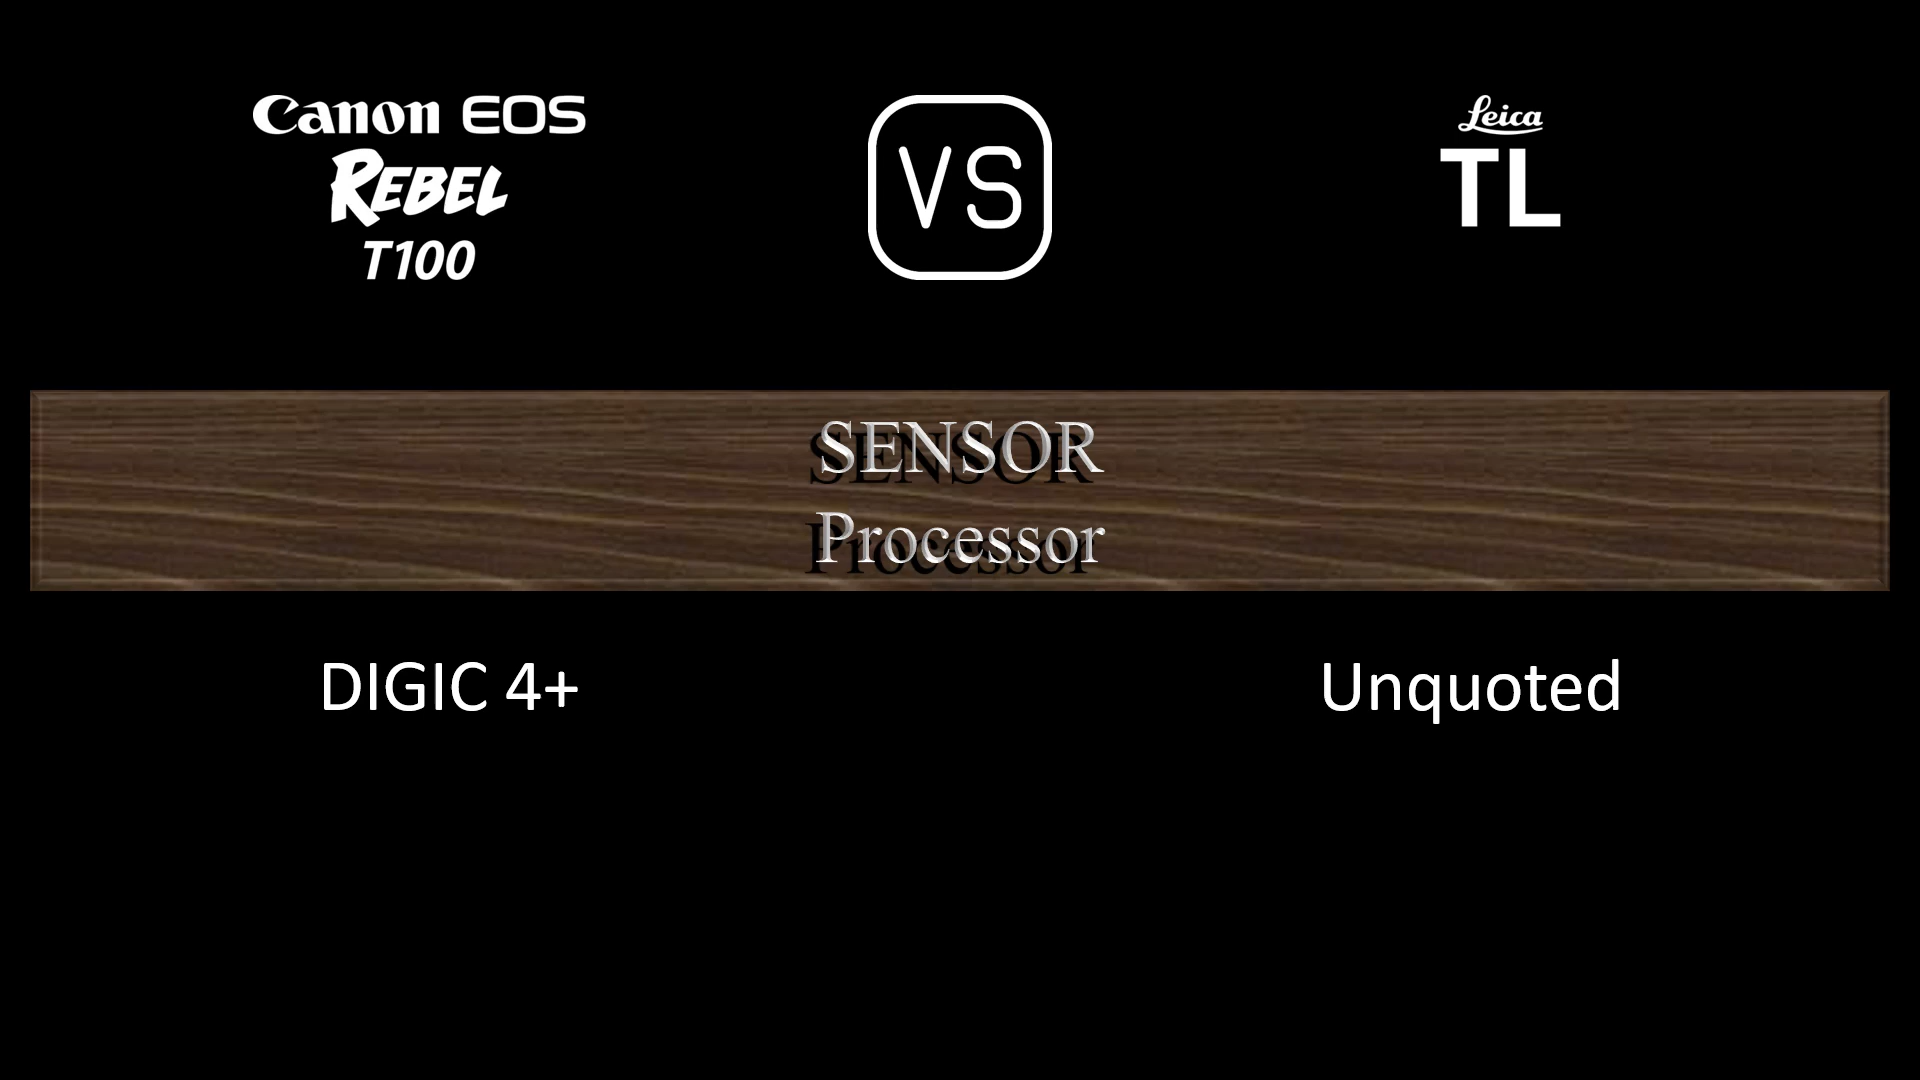 Canon EOS
REBEL
T100
VS
Leica
TL
SENSOR
Processor
DIGIC 4+
Unquoted